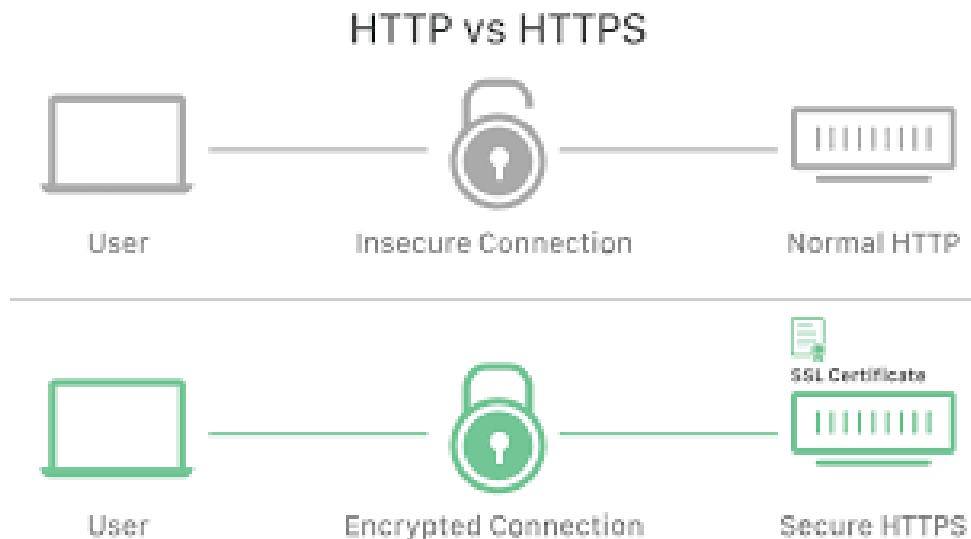 HTTP vs HTTPS
User
Insecure Connection
Normal HTTP
SSL Certificate
User
Encrypted Connection
Secure HTTPS